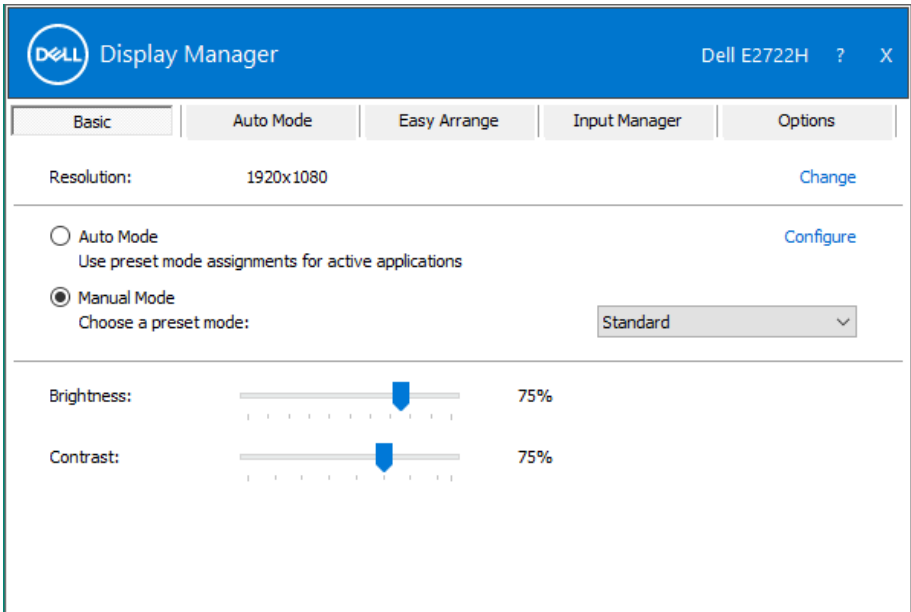 DELL Display Manager Dell E2722H ? X
Basic Auto Mode Easy Arrange Input Manager Options
Resolution: 1920x1080 Change
Auto Mode Configure
Use preset mode assignments for active applications
Manual Mode
Choose a preset mode: Standard
Brightness: 75%
Contrast: 75%